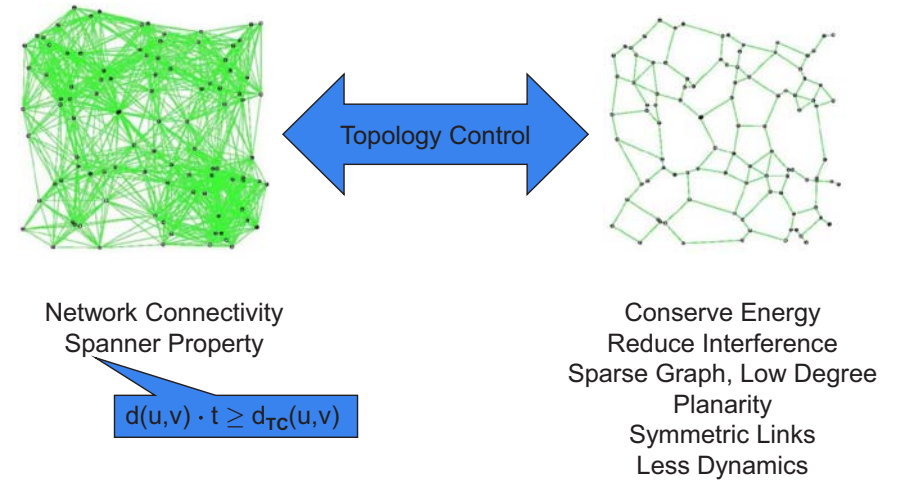 Topology Control
Network Connectivity
Spanner Property
d(u,v) · t ≥ d_TC(u,v)
Conserve Energy
Reduce Interference
Sparse Graph, Low Degree
Planarity
Symmetric Links
Less Dynamics